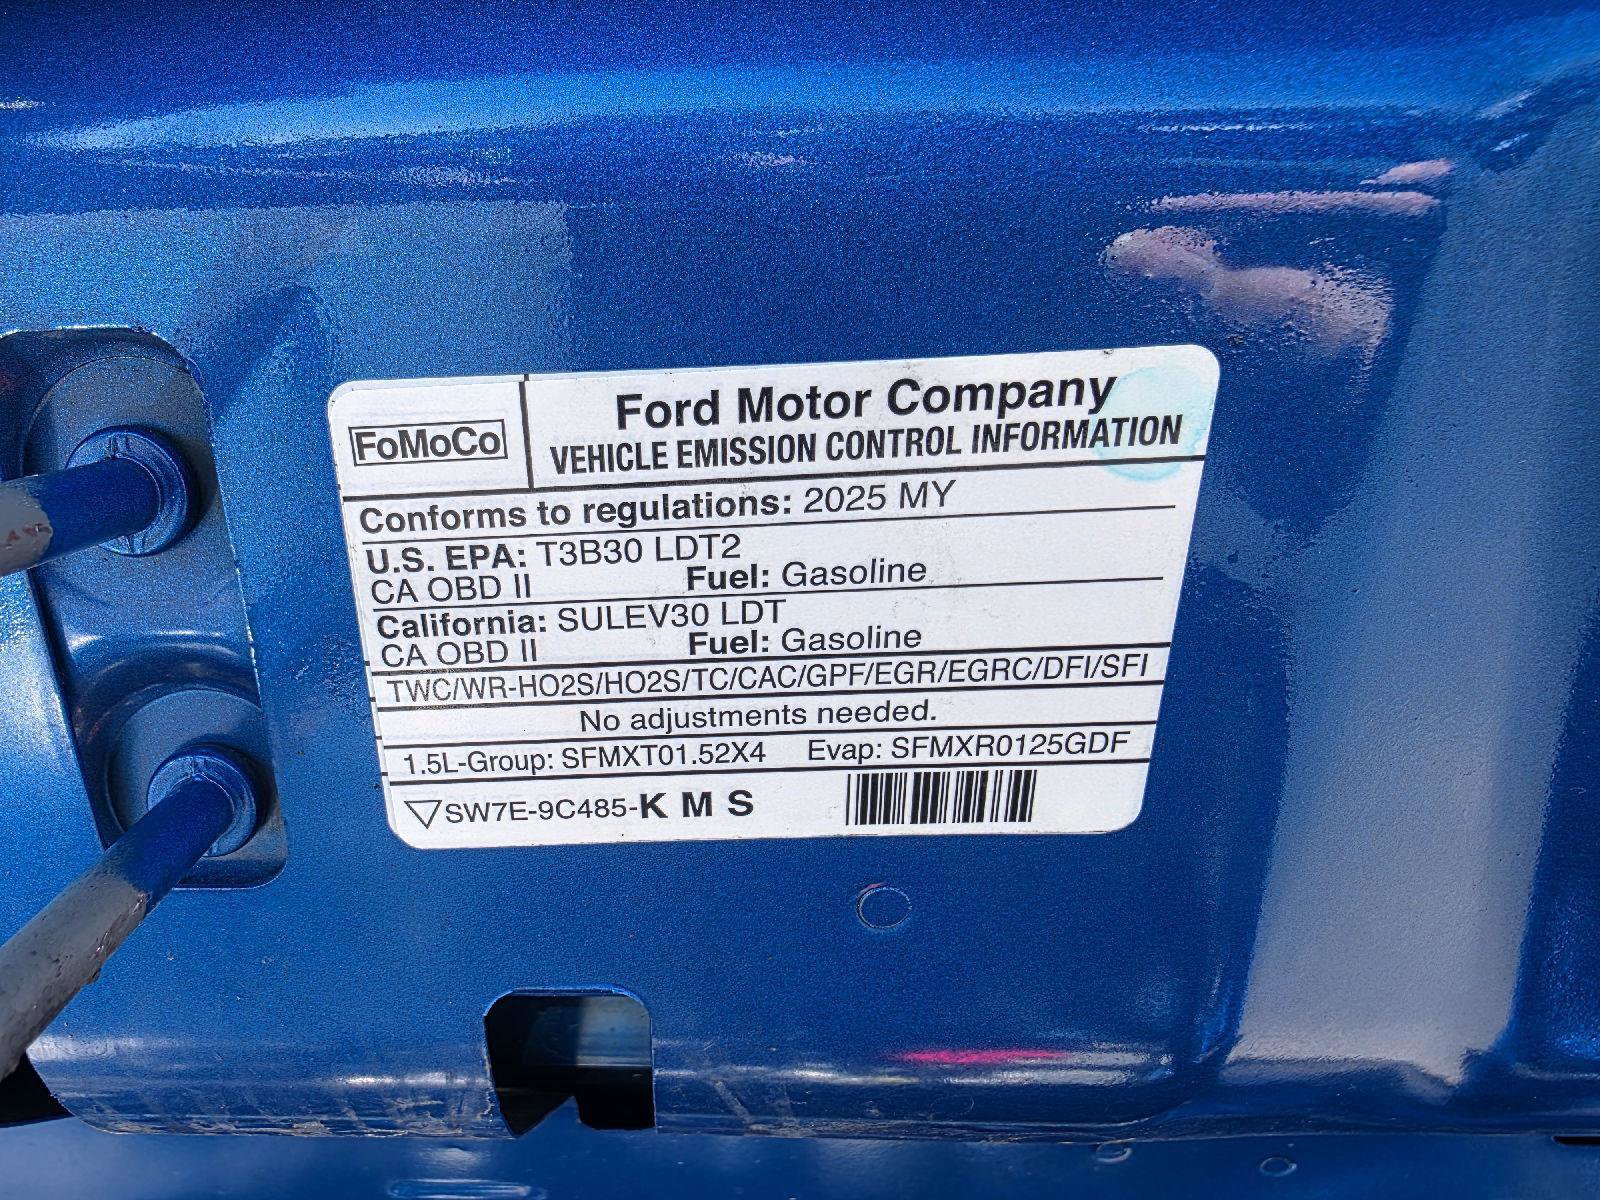 FoMoCo
Ford Motor Company
VEHICLE EMISSION CONTROL INFORMATION
Conforms to regulations: 2025 MY
U.S. EPA: T3B30 LDT2
CA OBD II Fuel: Gasoline
California: SULEV30 LDT
CA OBD II Fuel: Gasoline
TWC/WR-HO2S/HO2S/TC/CAC/GPF/EGR/EGRC/DFI/SFI
No adjustments needed.
1.5L-Group: SFMXT01.52X4 Evap: SFMXR0125GDF
SW7E-9C485-K M S